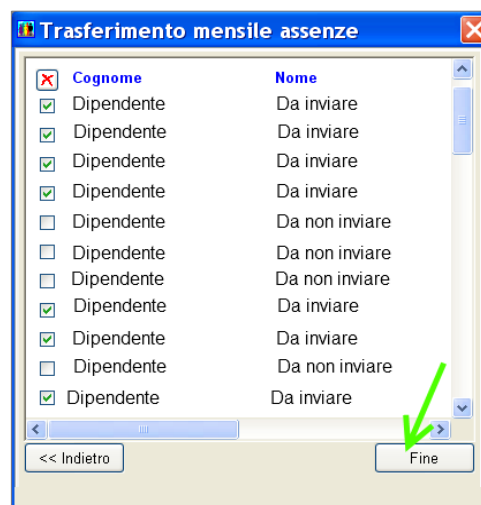 Trasferimento mensile assenze
Cognome Nome
Dipendente Da inviare
Dipendente Da inviare
Dipendente Da inviare
Dipendente Da inviare
Dipendente Da non inviare
Dipendente Da non inviare
Dipendente Da non inviare
Dipendente Da inviare
Dipendente Da inviare
Dipendente Da non inviare
Dipendente Da inviare
<< Indietro Fine